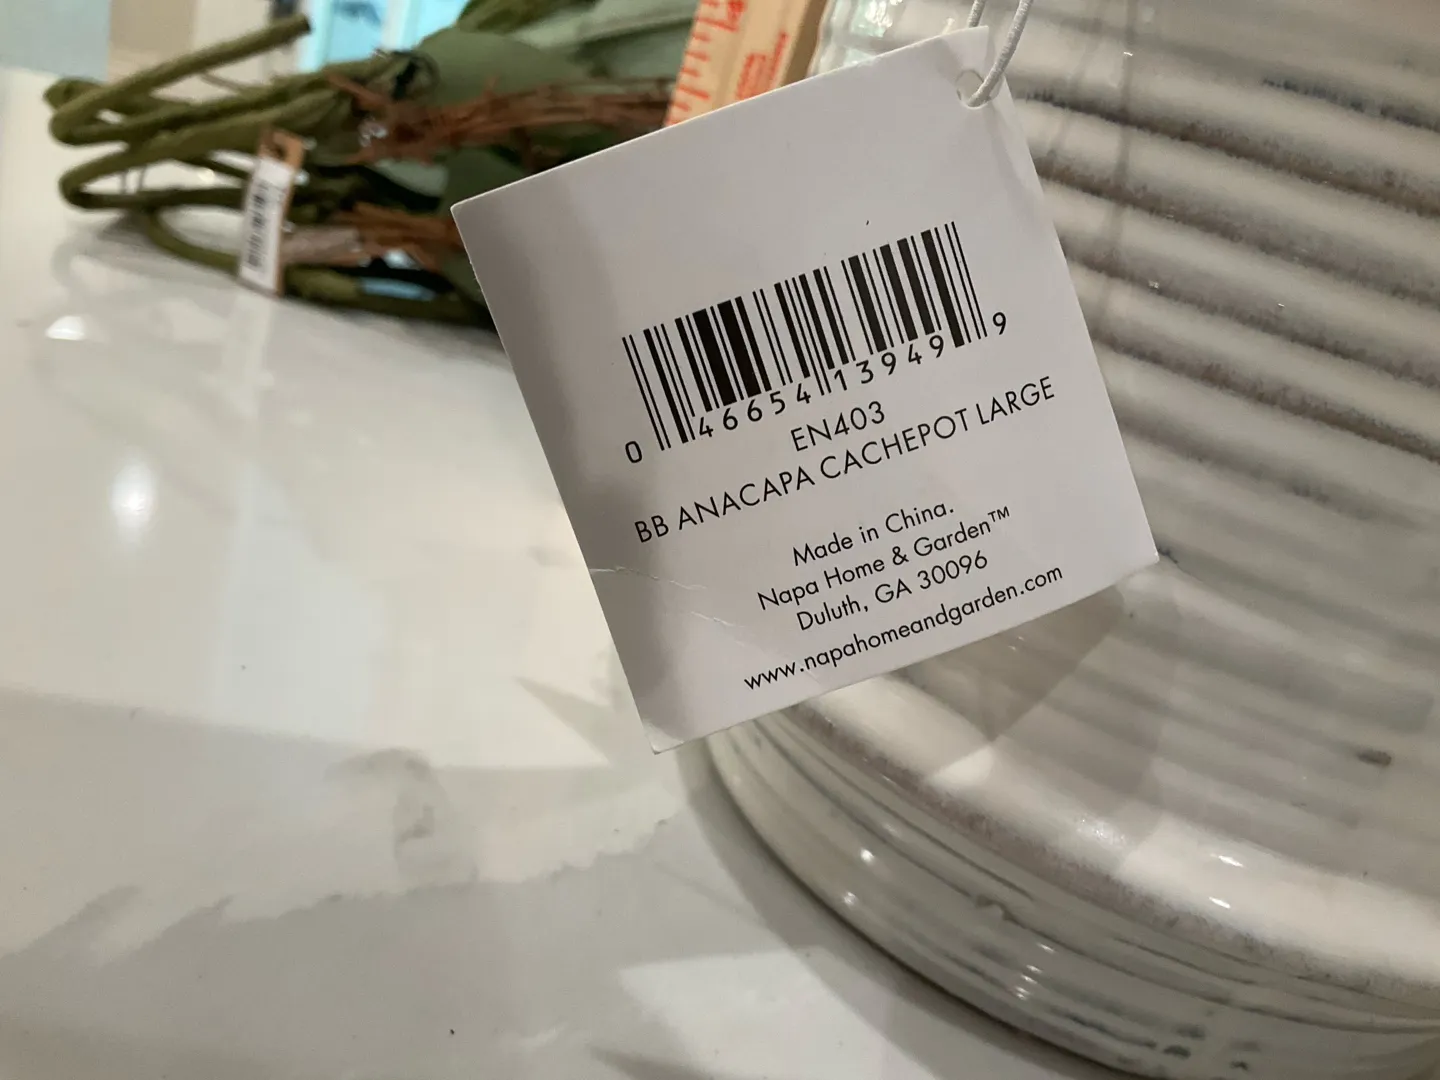 0 46654 13949 9
EN403
BB ANACAPA CACHEPOT LARGE
Made in China.
Napa Home & Garden™
Duluth, GA 30096
www.napahomeandgarden.com